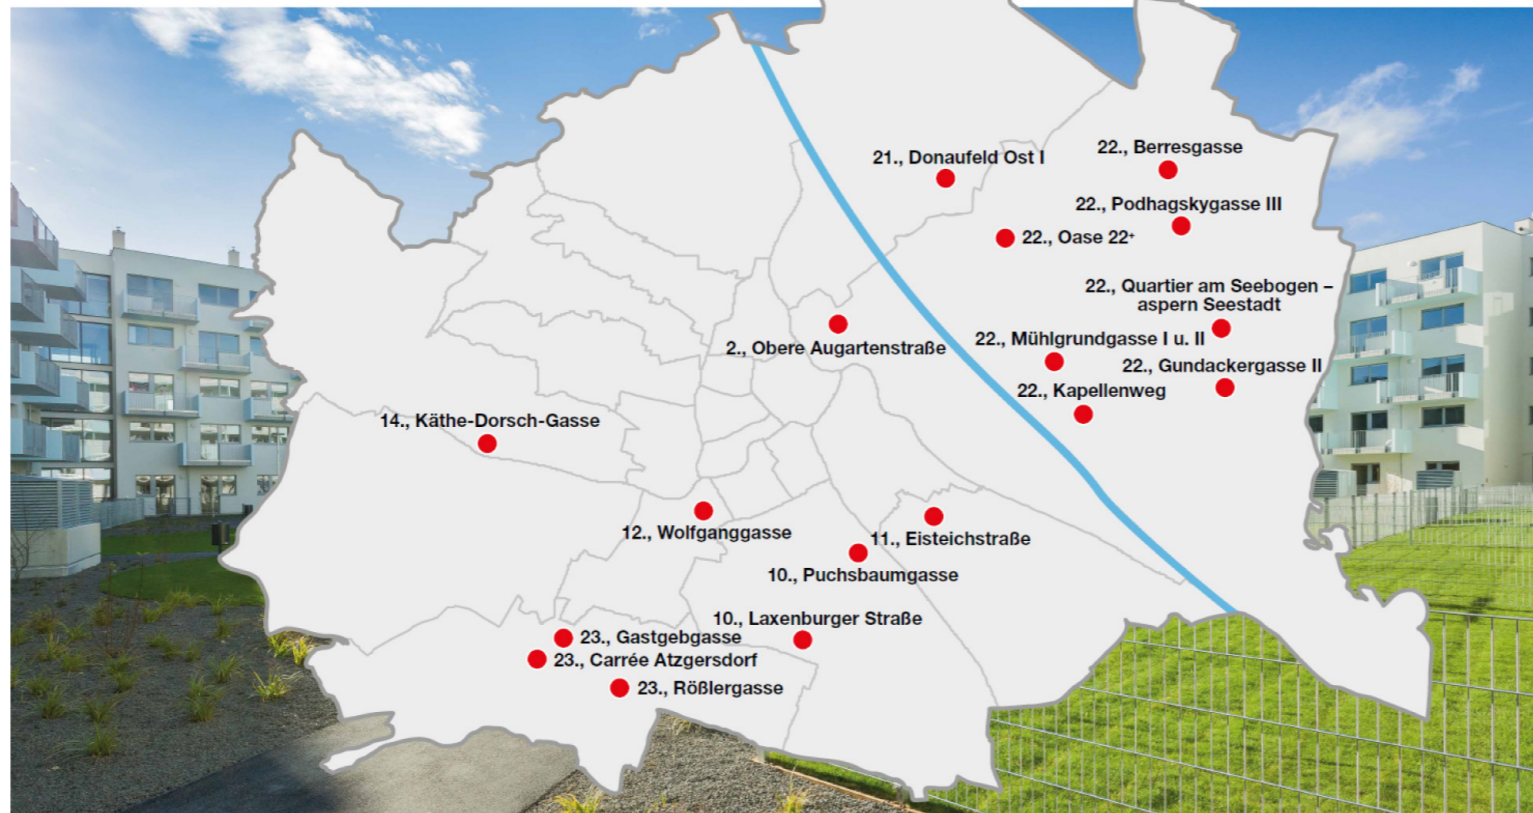 21., Donaufeld Ost I
22., Berresgasse
22., Podhagskygasse III
22., Oase 22+
22., Quartier am Seebogen –
aspern Seestadt
2., Obere Augartenstraße
22., Mühlgrundgasse I u. II
22., Gundackergasse II
22., Kapellenweg
14., Käthe-Dorsch-Gasse
12., Wolfganggasse
11., Eisteichstraße
10., Puchsbaumgasse
10., Laxenburger Straße
23., Gastgebgasse
23., Carrée Atzgersdorf
23., Rößlergasse